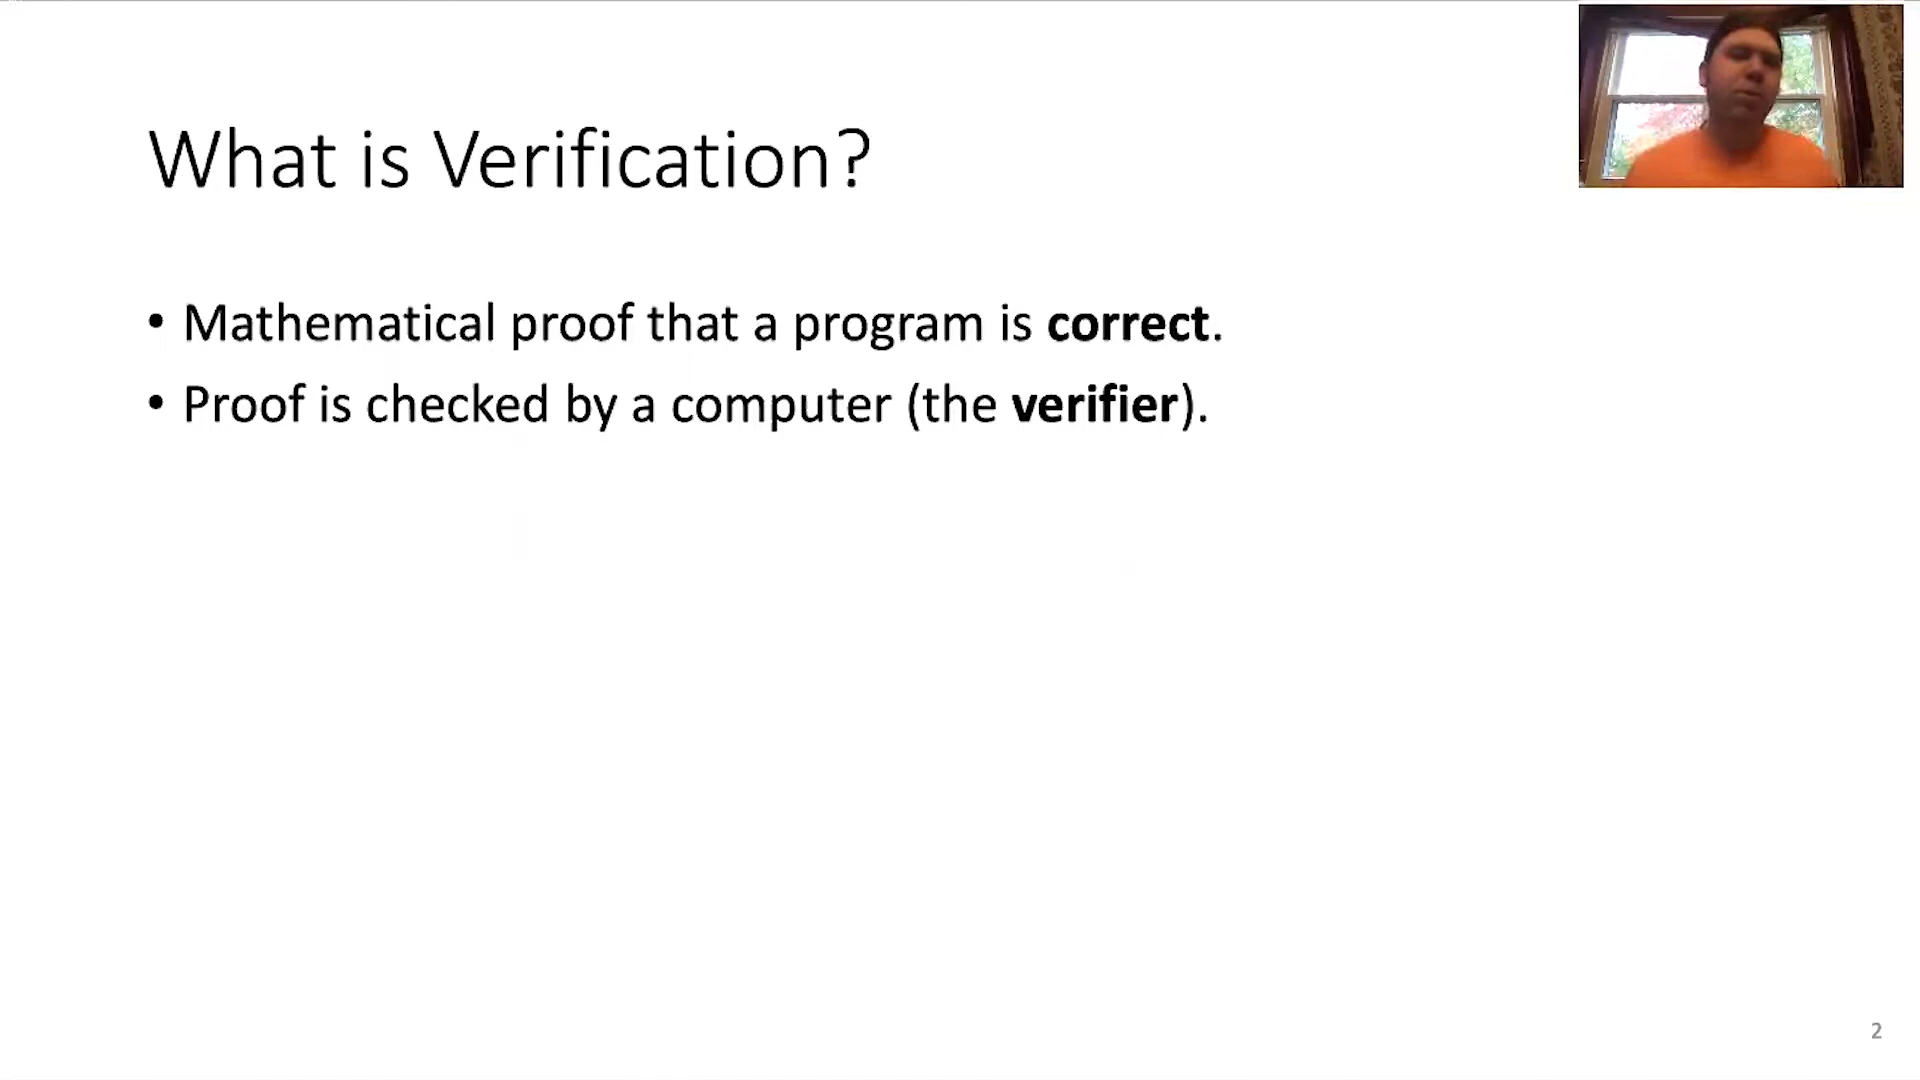 What is Verification?
• Mathematical proof that a program is correct.
• Proof is checked by a computer (the verifier).
2